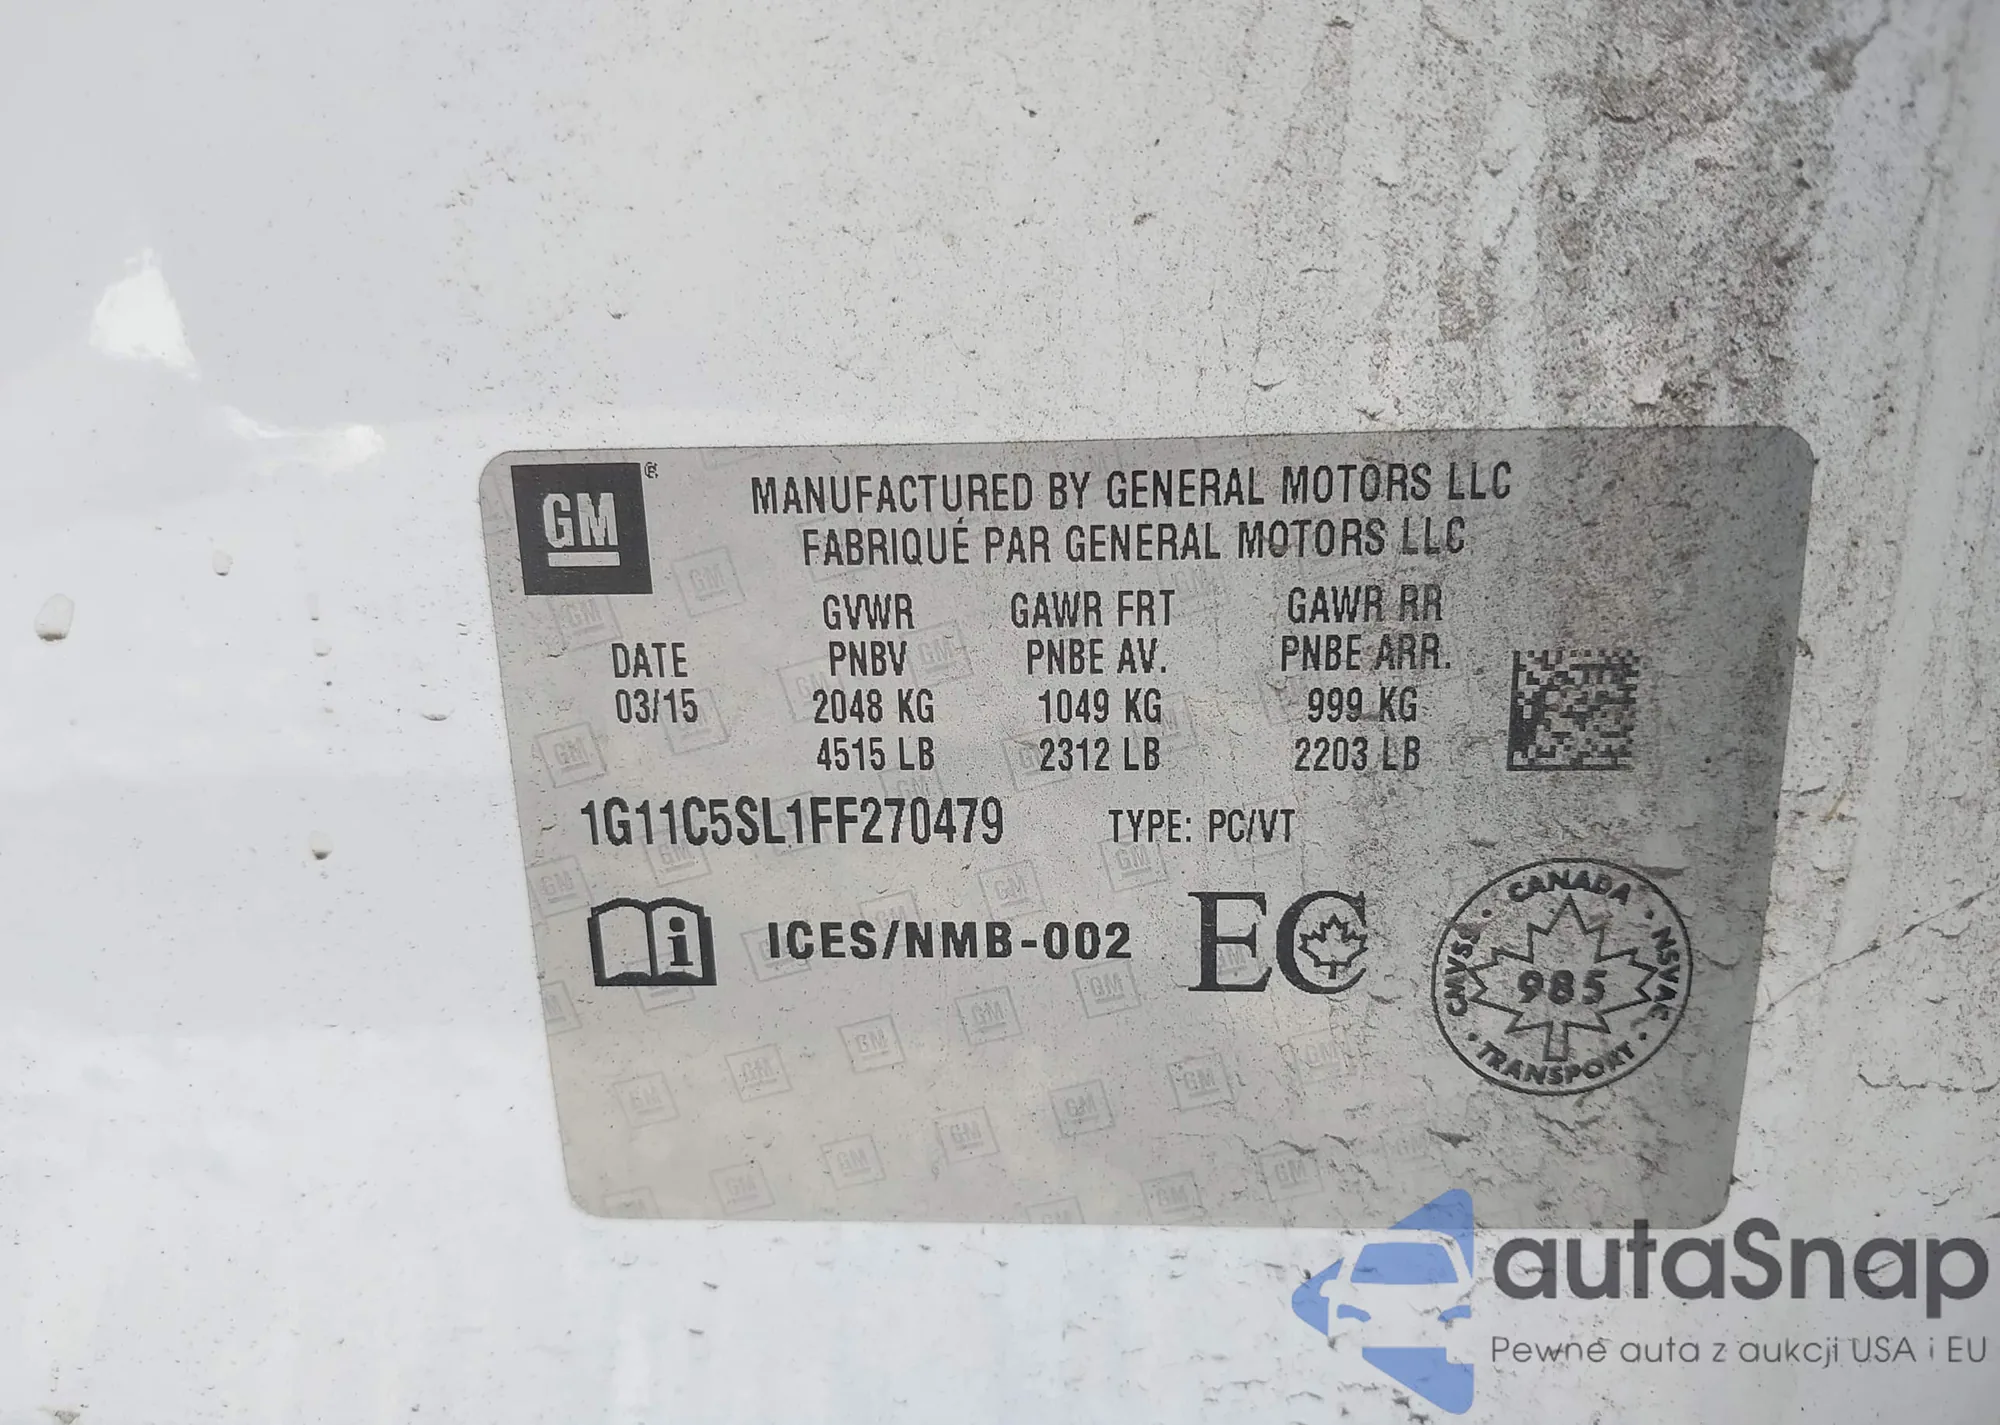 GM
MANUFACTURED BY GENERAL MOTORS LLC
FABRIQUÉ PAR GENERAL MOTORS LLC
GVWR GAWR FRT GAWR RR
DATE PNBV PNBE AV. PNBE ARR.
03/15 2048 KG 1049 KG 999 KG
4515 LB 2312 LB 2203 LB
1G11C5SL1FF270479 TYPE: PC/VT
i ICES/NMB-002 EC
CANADA
CMVSS NSVAC
985
TRANSPORT
autaSnap
Pewne auta z aukcji USA i EU